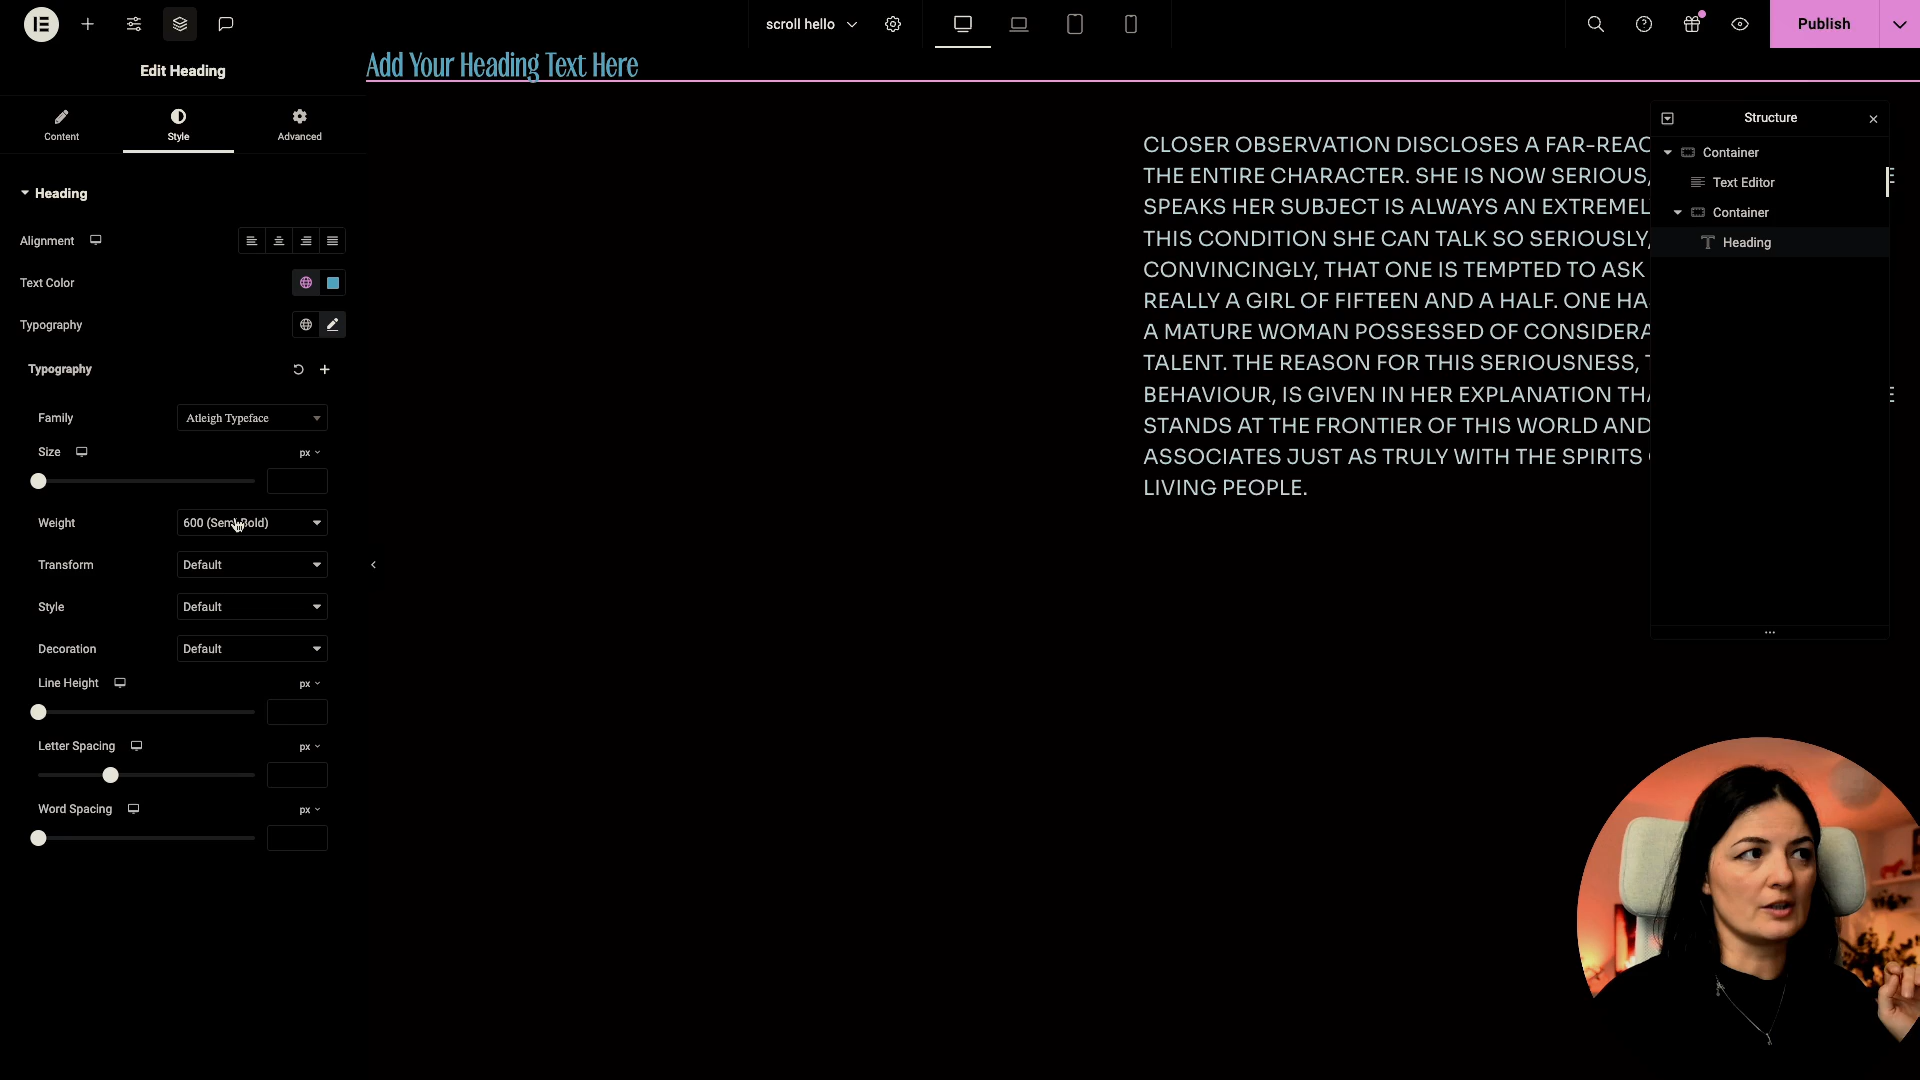 scroll hello
Publish
Edit Heading
Add Your Heading Text Here
Content
Style
Advanced
Structure
Container
Text Editor
Container
Heading
Heading
Alignment
Text Color
Typography
Typography
Family
Atleigh Typeface
Size
px
Weight
600 (Semi Bold)
Transform
Default
Style
Default
Decoration
Default
Line Height
px
Letter Spacing
px
Word Spacing
px
CLOSER OBSERVATION DISCLOSES A
THE ENTIRE CHARACTER. SHE IS NOW SERIOUS,
SPEAKS HER SUBJECT IS ALWAYS AN
THIS CONDITION SHE CAN TALK SO SERIOUSLY,
CONVINCINGLY, THAT ONE IS TEMPTED TO ASK
REALLY A GIRL OF FIFTEEN AND A HALF. ONE
A MATURE WOMAN POSSESSED OF
TALENT. THE REASON FOR THIS SERIOUSNESS,
BEHAVIOUR, IS GIVEN IN HER EXPLANATION
STANDS AT THE FRONTIER OF THIS WORLD AND
ASSOCIATES JUST AS TRULY WITH THE SPIRITS
LIVING PEOPLE.